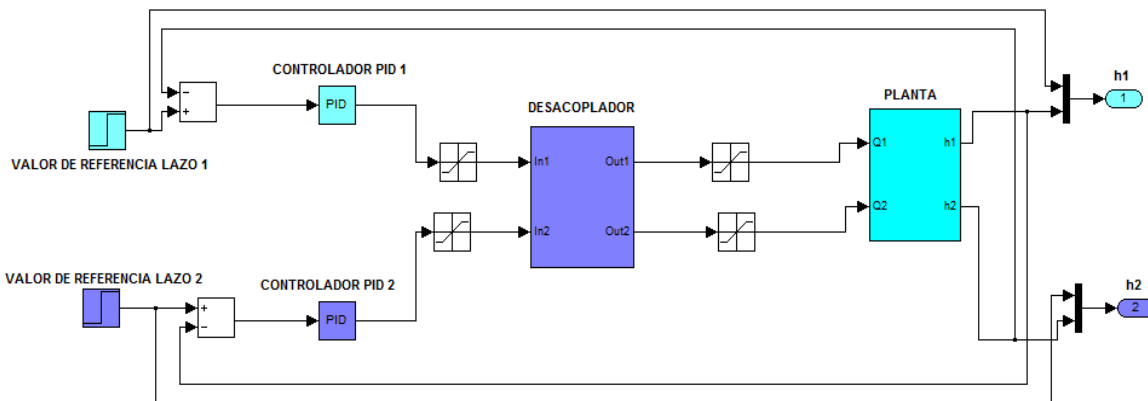 h1
CONTROLADOR PID 1
−
+
PID
1
DESACOPLADOR
PLANTA
VALOR DE REFERENCIA LAZO 1
In1
Out1
Q1
h1
In2
Out2
Q2
h2
VALOR DE REFERENCIA LAZO 2
CONTROLADOR PID 2
h2
+
−
PID
2